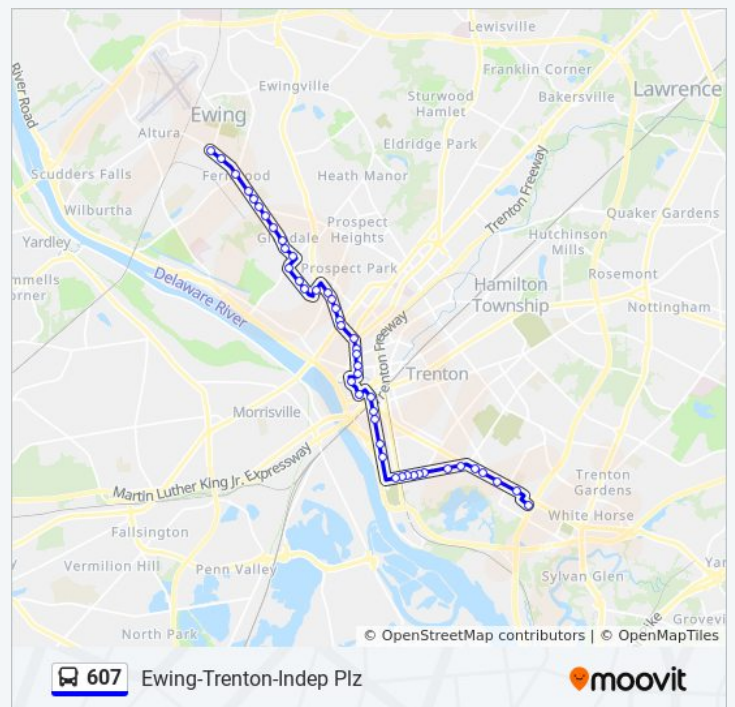 Lewisville
Franklin Corner
Lawrence
River Road
Ewingville
Sturwood
Hamlet
Bakersville
Ewing
Altura
Eldridge Park
Scudders Falls
Fernwood
Heath Manor
Trenton Freeway
Wilburtha
Quaker Gardens
Prospect
Heights
Hutchinson
Mills
Yardley
Glendale
Prospect Park
Rosemont
Delaware River
Hamilton
Township
Nottingham
Trenton Freeway
Trenton
Morrisville
Martin Luther King Jr. Expressway
Trenton
Gardens
White Horse
Fallsington
Vermilion Hill
Penn Valley
Sylvan Glen
North Park
Grovevi
© OpenStreetMap contributors | © OpenMapTiles
607
Ewing-Trenton-Indep Plz
moovit